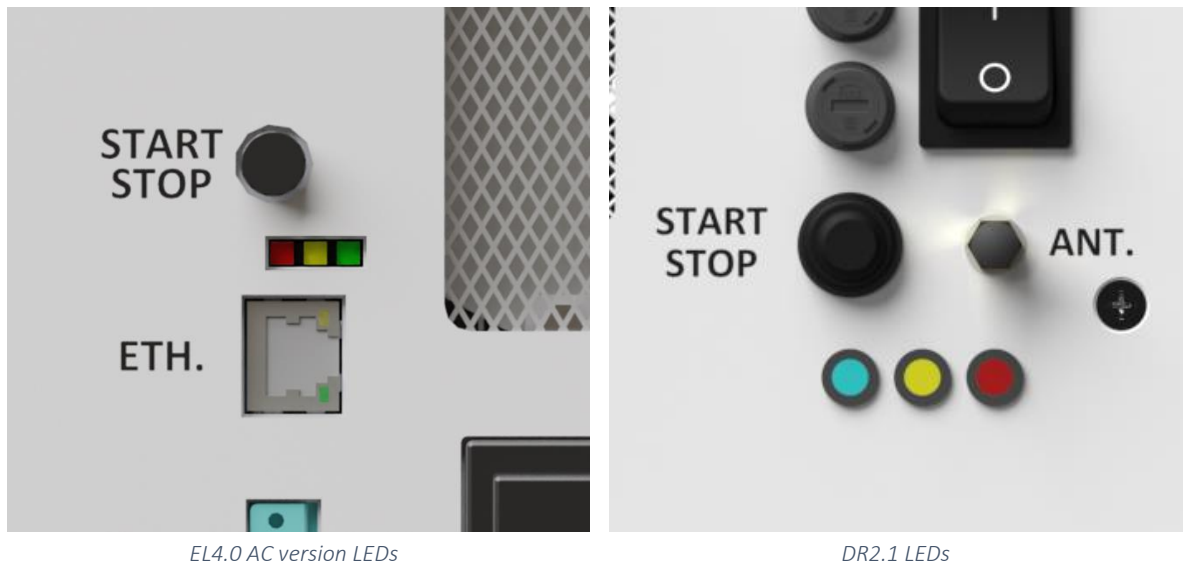 START
STOP
ETH.
EL4.0 AC version LEDs
START
STOP
ANT.
DR2.1 LEDs